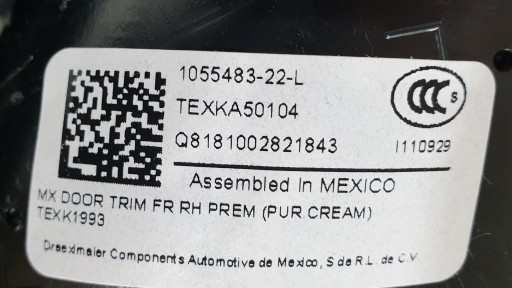 1055483-22-L
TEXKA50104
Q8181002821843
CCC S
I110929
Assembled In MEXICO
MX DOOR TRIM FR RH PREM (PUR CREAM)
TEXK1993
Draexlmaier Components Automotive de Mexico, S de R.L. de C.V.